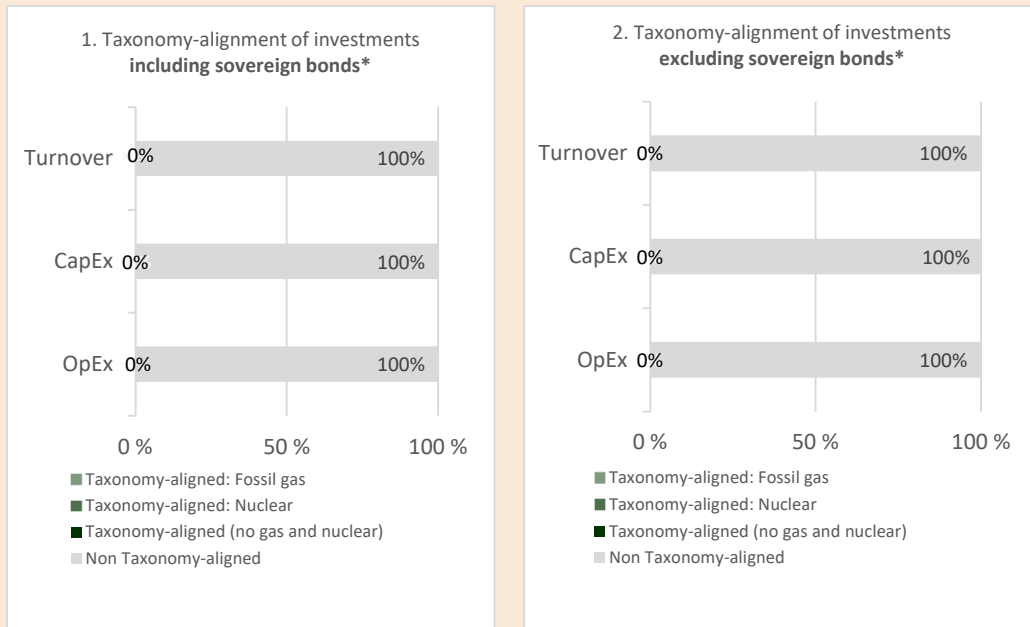 1. Taxonomy-alignment of investments
including sovereign bonds*
Turnover 0% 100%
CapEx 0% 100%
OpEx 0% 100%
0 % 50 % 100 %
Taxonomy-aligned: Fossil gas
Taxonomy-aligned: Nuclear
Taxonomy-aligned (no gas and nuclear)
Non Taxonomy-aligned
2. Taxonomy-alignment of investments
excluding sovereign bonds*
Turnover 0% 100%
CapEx 0% 100%
OpEx 0% 100%
0 % 50 % 100 %
Taxonomy-aligned: Fossil gas
Taxonomy-aligned: Nuclear
Taxonomy-aligned (no gas and nuclear)
Non Taxonomy-aligned